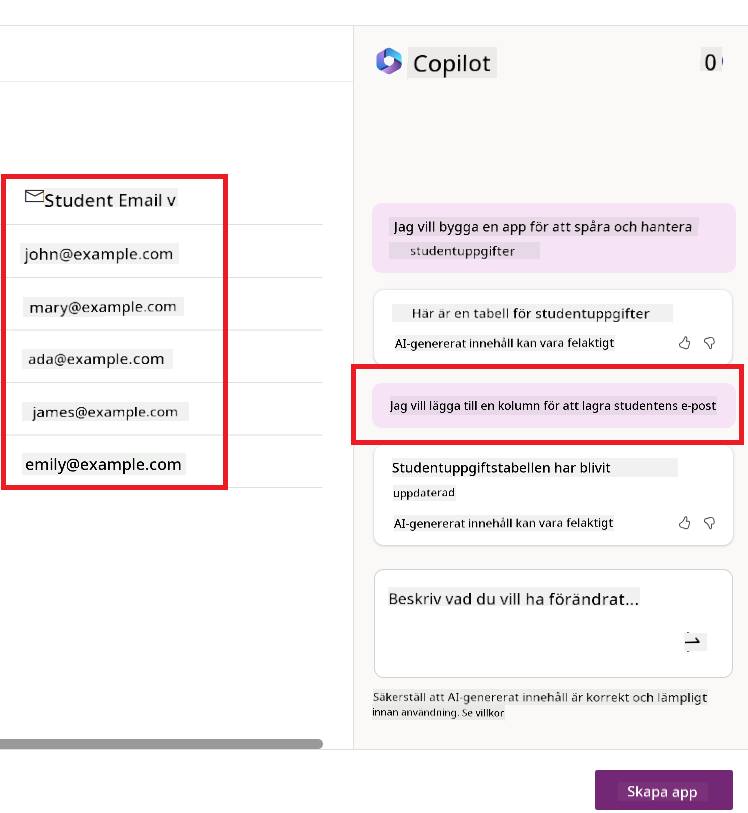 Student Email v
john@example.com
mary@example.com
ada@example.com
james@example.com
emily@example.com
Copilot
0
Jag vill bygga en app för att spåra och hantera
studentuppgifter
Här är en tabell för studentuppgifter
AI-genererat innehåll kan vara felaktigt
Jag vill lägga till en kolumn för att lagra studentens e-post
Studentuppgiftstabellen har blivit
uppdaterad
AI-genererat innehåll kan vara felaktigt
Beskriv vad du vill ha förändrat...
Säkerställ att AI-genererat innehåll är korrekt och lämpligt
innan användning. Se villkor
Skapa app